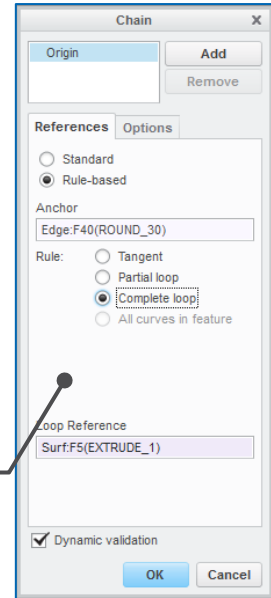 Chain X
Origin Add
Remove
References Options
Standard
Rule-based
Anchor
Edge:F40(ROUND_30)
Rule: Tangent
Partial loop
Complete loop
All curves in feature
Loop Reference
Surf:F5(EXTRUDE_1)
Dynamic validation
OK Cancel